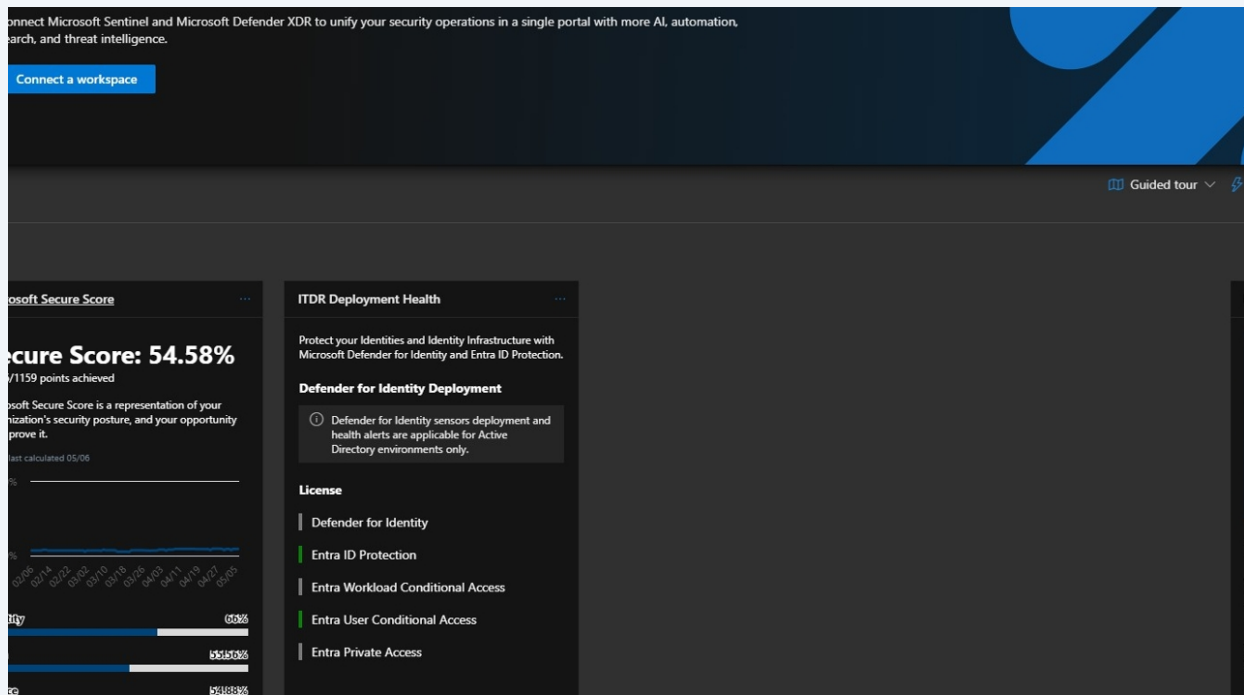 onnect Microsoft Sentinel and Microsoft Defender XDR to unify your security operations in a single portal with more AI, automation,
earch, and threat intelligence.
Connect a workspace
Guided tour
osoft Secure Score
ecure Score: 54.58%
/1159 points achieved
osoft Secure Score is a representation of your
nization's security posture, and your opportunity
prove it.
last calculated 05/06
%
%
02/06 02/14 02/22 03/02 03/10 03/18 03/26 04/03 04/11 04/19 04/27 05/05
66%
55.56%
54.88%
ITDR Deployment Health
Protect your Identities and Identity Infrastructure with
Microsoft Defender for Identity and Entra ID Protection.
Defender for Identity Deployment
Defender for Identity sensors deployment and
health alerts are applicable for Active
Directory environments only.
License
Defender for Identity
Entra ID Protection
Entra Workload Conditional Access
Entra User Conditional Access
Entra Private Access